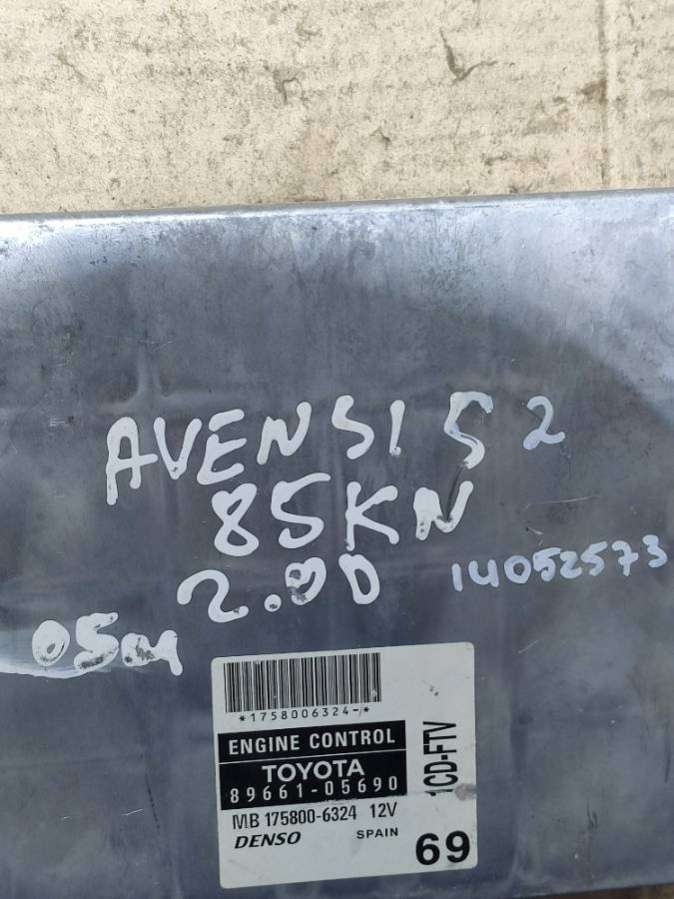 AVENSIS 2
85KN
2.0D
14052573
05M
*1758006324-*
ENGINE CONTROL
TOYOTA
89661-05690
MB 175800-6324 12V
DENSO SPAIN
1CD-FTV
69